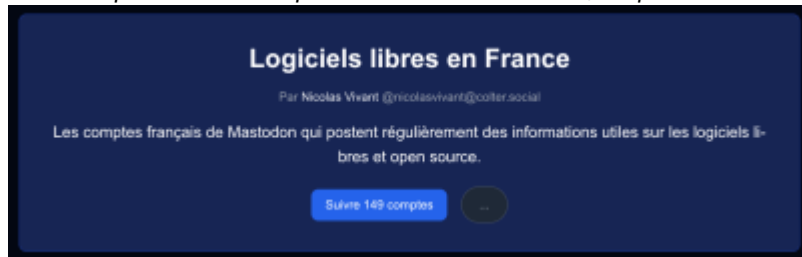 Logiciels libres en France
Par Nicolas Vivant @nicolasvivant@colter.social
Les comptes français de Mastodon qui postent régulièrement des informations utiles sur les logiciels li-
bres et open source.
Suivre 149 comptes
...